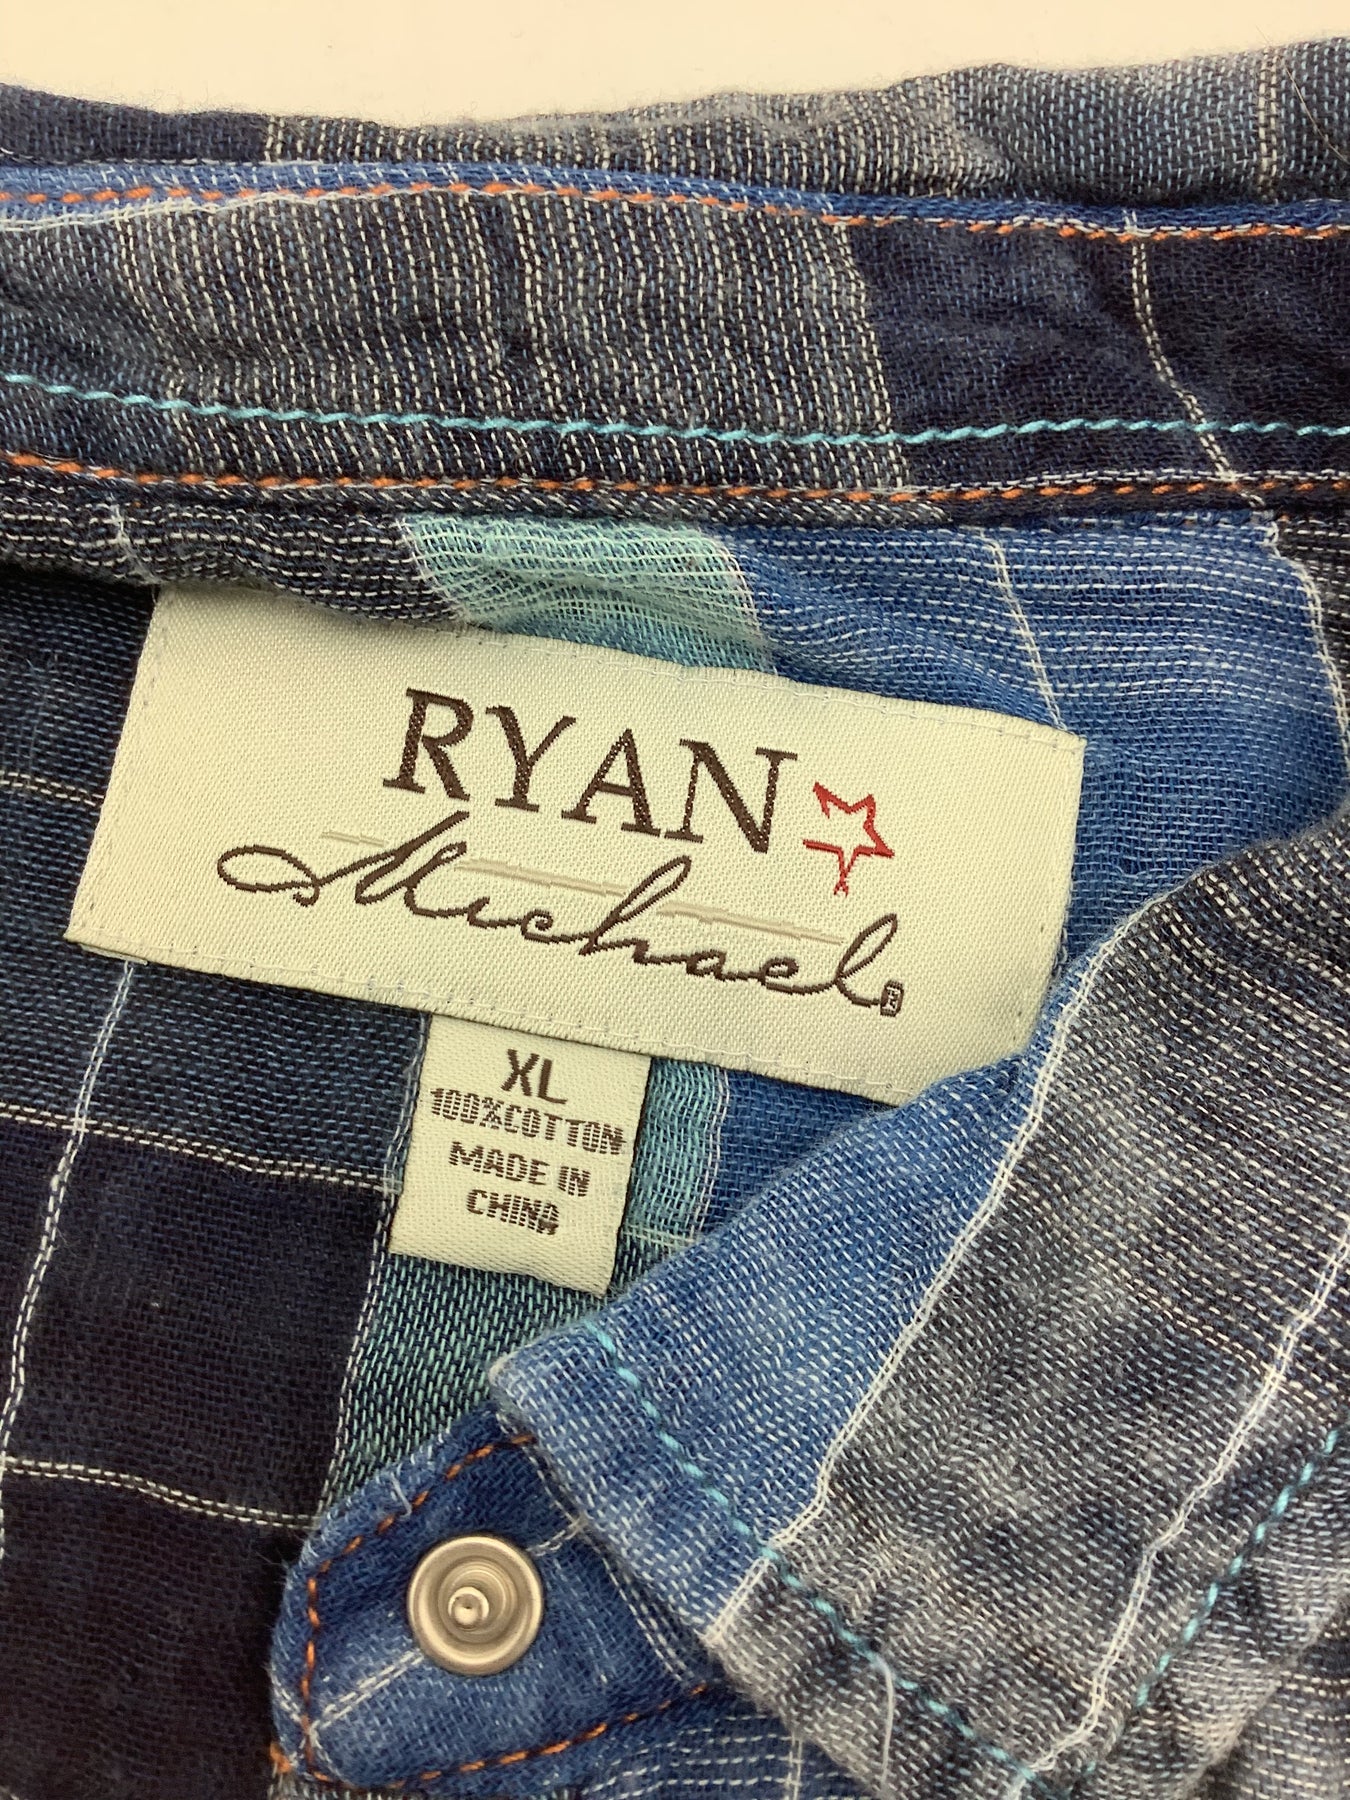 RYAN
Michael®
XL
100%COTTON
MADE IN
CHINA